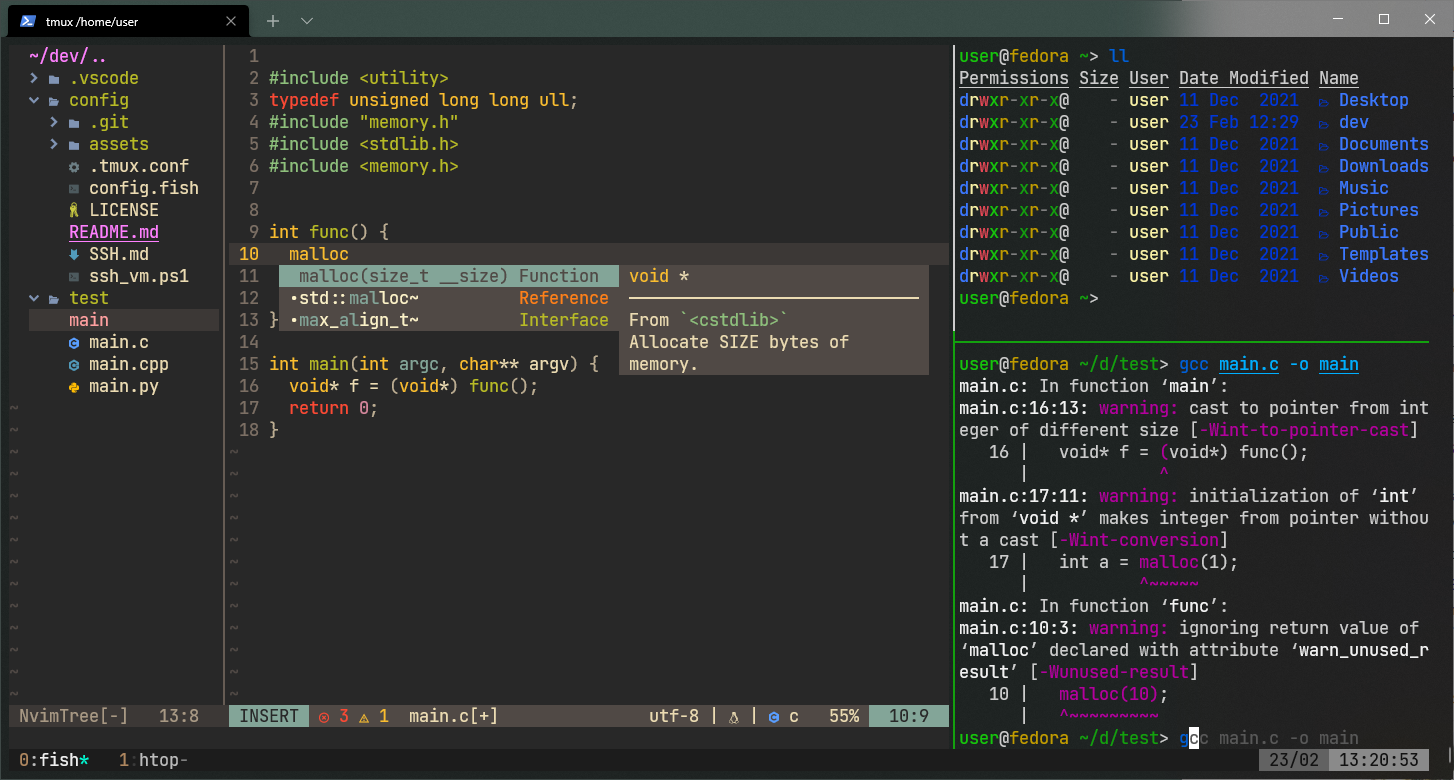 tmux /home/user
~/dev/..
.vscode
config
.git
assets
.tmux.conf
config.fish
LICENSE
README.md
SSH.md
ssh_vm.ps1
test
main
main.c
main.cpp
main.py
~
~
~
~
~
~
~
~
~
~
~
~
~
~
NvimTree[-] 13:8
1
2 #include <utility>
3 typedef unsigned long long ull;
4 #include "memory.h"
5 #include <stdlib.h>
6 #include <memory.h>
7
8
9 int func() {
10 malloc
11 malloc(size_t __size) Function
12 •std::malloc~ Reference
13 } •max_align_t~ Interface
void *
From `<cstdlib>`
Allocate SIZE bytes of
memory.
14
15 int main(int argc, char** argv) {
16 void* f = (void*) func();
17 return 0;
18 }
~
~
~
~
~
~
~
~
~
~
~
~
INSERT 3 1 main.c[+] utf-8 | | c 55% 10:9
user@fedora ~> ll
Permissions Size User Date Modified Name
drwxr-xr-x@ - user 11 Dec 2021 Desktop
drwxr-xr-x@ - user 23 Feb 12:29 dev
drwxr-xr-x@ - user 11 Dec 2021 Documents
drwxr-xr-x@ - user 11 Dec 2021 Downloads
drwxr-xr-x@ - user 11 Dec 2021 Music
drwxr-xr-x@ - user 11 Dec 2021 Pictures
drwxr-xr-x@ - user 11 Dec 2021 Public
drwxr-xr-x@ - user 11 Dec 2021 Templates
drwxr-xr-x@ - user 11 Dec 2021 Videos
user@fedora ~>
user@fedora ~/d/test> gcc main.c -o main
main.c: In function ‘main’:
main.c:16:13: warning: cast to pointer from int
eger of different size [-Wint-to-pointer-cast]
16 | void* f = (void*) func();
| ^
main.c:17:11: warning: initialization of ‘int’
from ‘void *’ makes integer from pointer withou
t a cast [-Wint-conversion]
17 | int a = malloc(1);
| ^~~~~~
main.c: In function ‘func’:
main.c:10:3: warning: ignoring return value of
‘malloc’ declared with attribute ‘warn_unused_r
esult’ [-Wunused-result]
10 | malloc(10);
| ^~~~~~~~~~
user@fedora ~/d/test> gcc main.c -o main
0:fish* 1:htop-
23/02 13:20:53